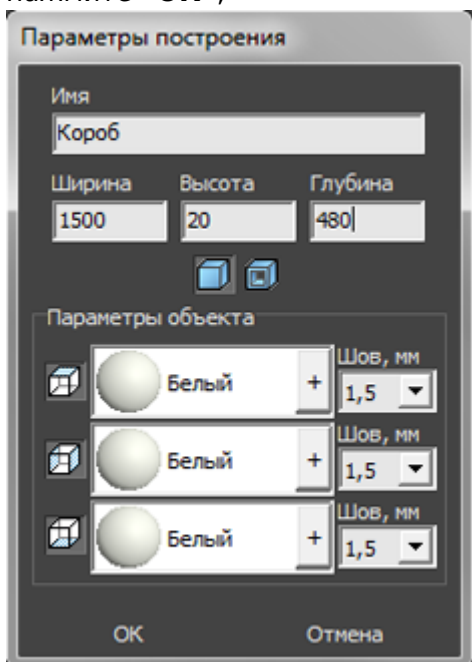 Параметры построения
Имя
Короб
Ширина Высота Глубина
1500 20 480
Параметры объекта
Шов, мм
Белый + 1,5
Шов, мм
Белый + 1,5
Шов, мм
Белый + 1,5
ОК Отмена